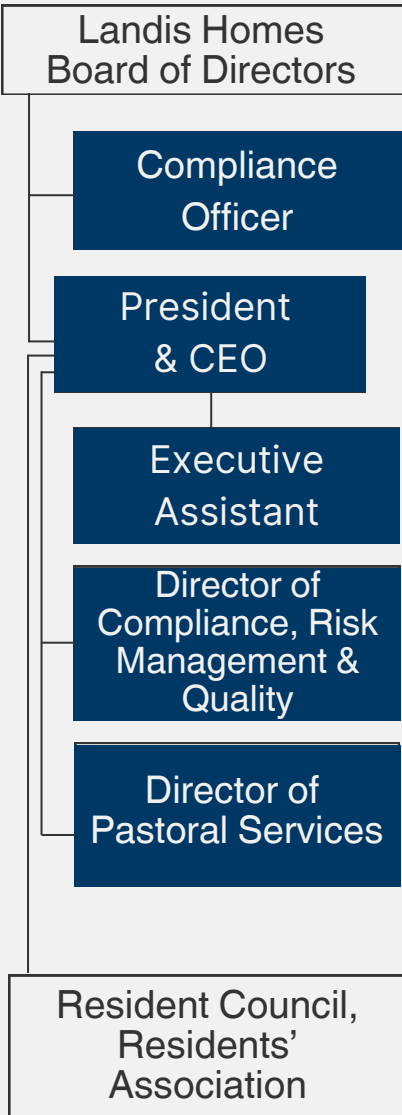 Landis Homes
Board of Directors
Compliance
Officer
President
& CEO
Executive
Assistant
Director of
Compliance, Risk
Management &
Quality
Director of
Pastoral Services
Resident Council,
Residents’
Association